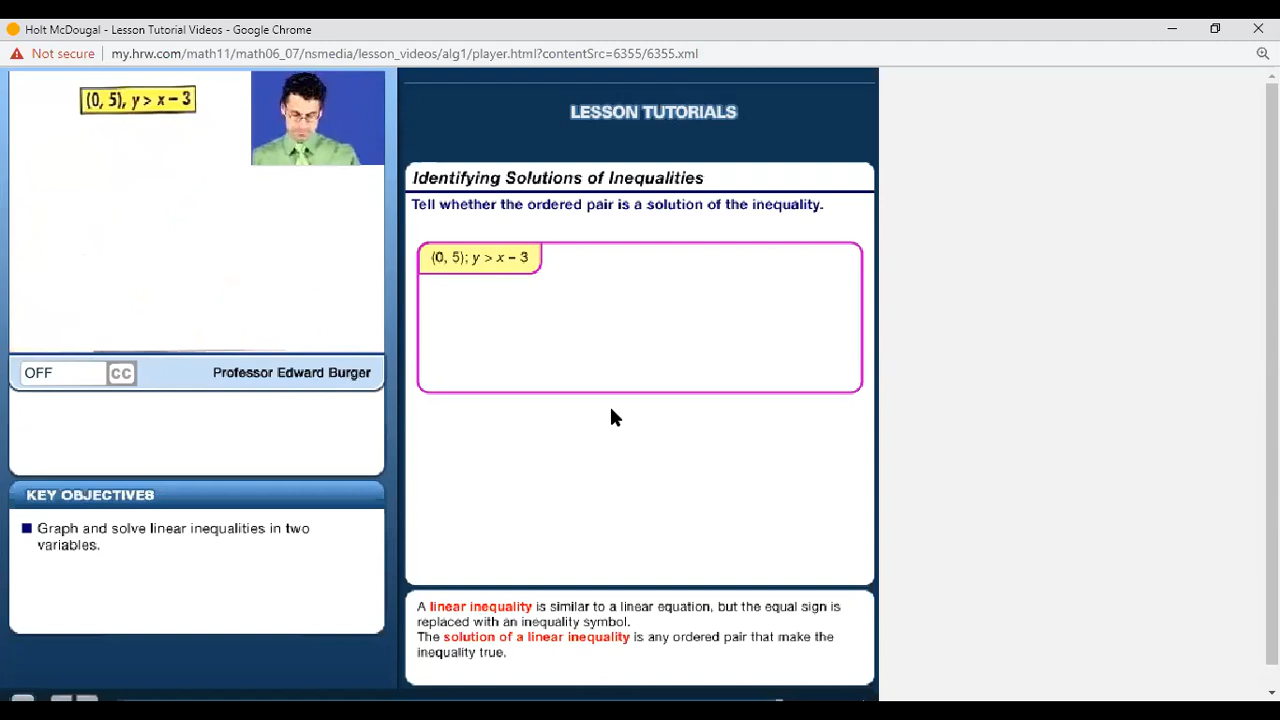 Holt McDougal - Lesson Tutorial Videos - Google Chrome
Not secure
my.hrw.com/math11/math06_07/nsmedia/lesson_videos/alg1/player.html?contentSrc=6355/6355.xml
(0, 5), y > x – 3
LESSON TUTORIALS
Identifying Solutions of Inequalities
Tell whether the ordered pair is a solution of the inequality.
(0, 5); y > x – 3
OFF
CC
Professor Edward Burger
KEY OBJECTIVES
Graph and solve linear inequalities in two
variables.
A linear inequality is similar to a linear equation, but the equal sign is
replaced with an inequality symbol.
The solution of a linear inequality is any ordered pair that make the
inequality true.